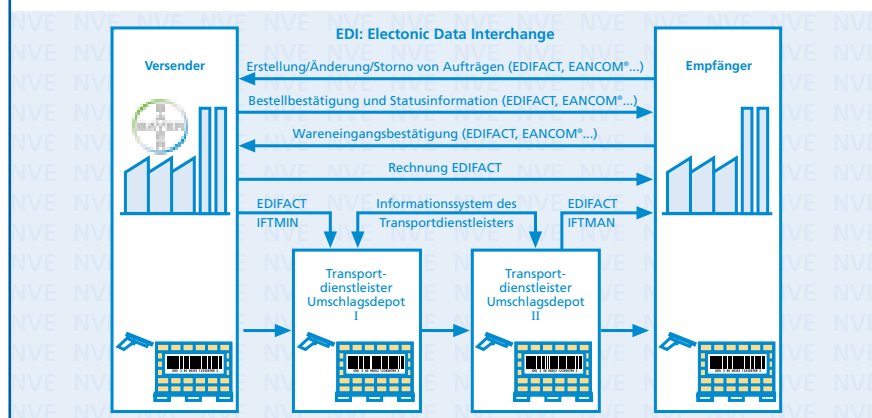 EDI: Electonic Data Interchange
Versender
Empfänger
Erstellung/Änderung/Storno von Aufträgen (EDIFACT, EANCOM®...)
Bestellbestätigung und Statusinformation (EDIFACT, EANCOM®...)
Wareneingangsbestätigung (EDIFACT, EANCOM®...)
Rechnung EDIFACT
EDIFACT
IFTMIN
Informationssystem des
Transportdienstleisters
EDIFACT
IFTMAN
Transport-
dienstleister
Umschlagsdepot
I
Transport-
dienstleister
Umschlagsdepot
II